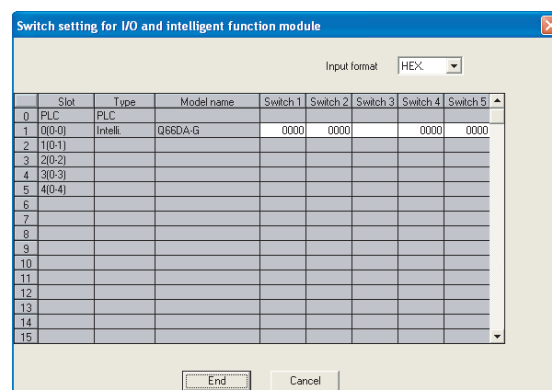 Switch setting for I/O and intelligent function module
Input format HEX.
Slot Type Model name Switch 1 Switch 2 Switch 3 Switch 4 Switch 5
0 PLC PLC
1 0(0-0) Intelli. Q66DA-G 0000 0000 0000 0000
2 1(0-1)
3 2(0-2)
4 3(0-3)
5 4(0-4)
6
7
8
9
10
11
12
13
14
15
End Cancel